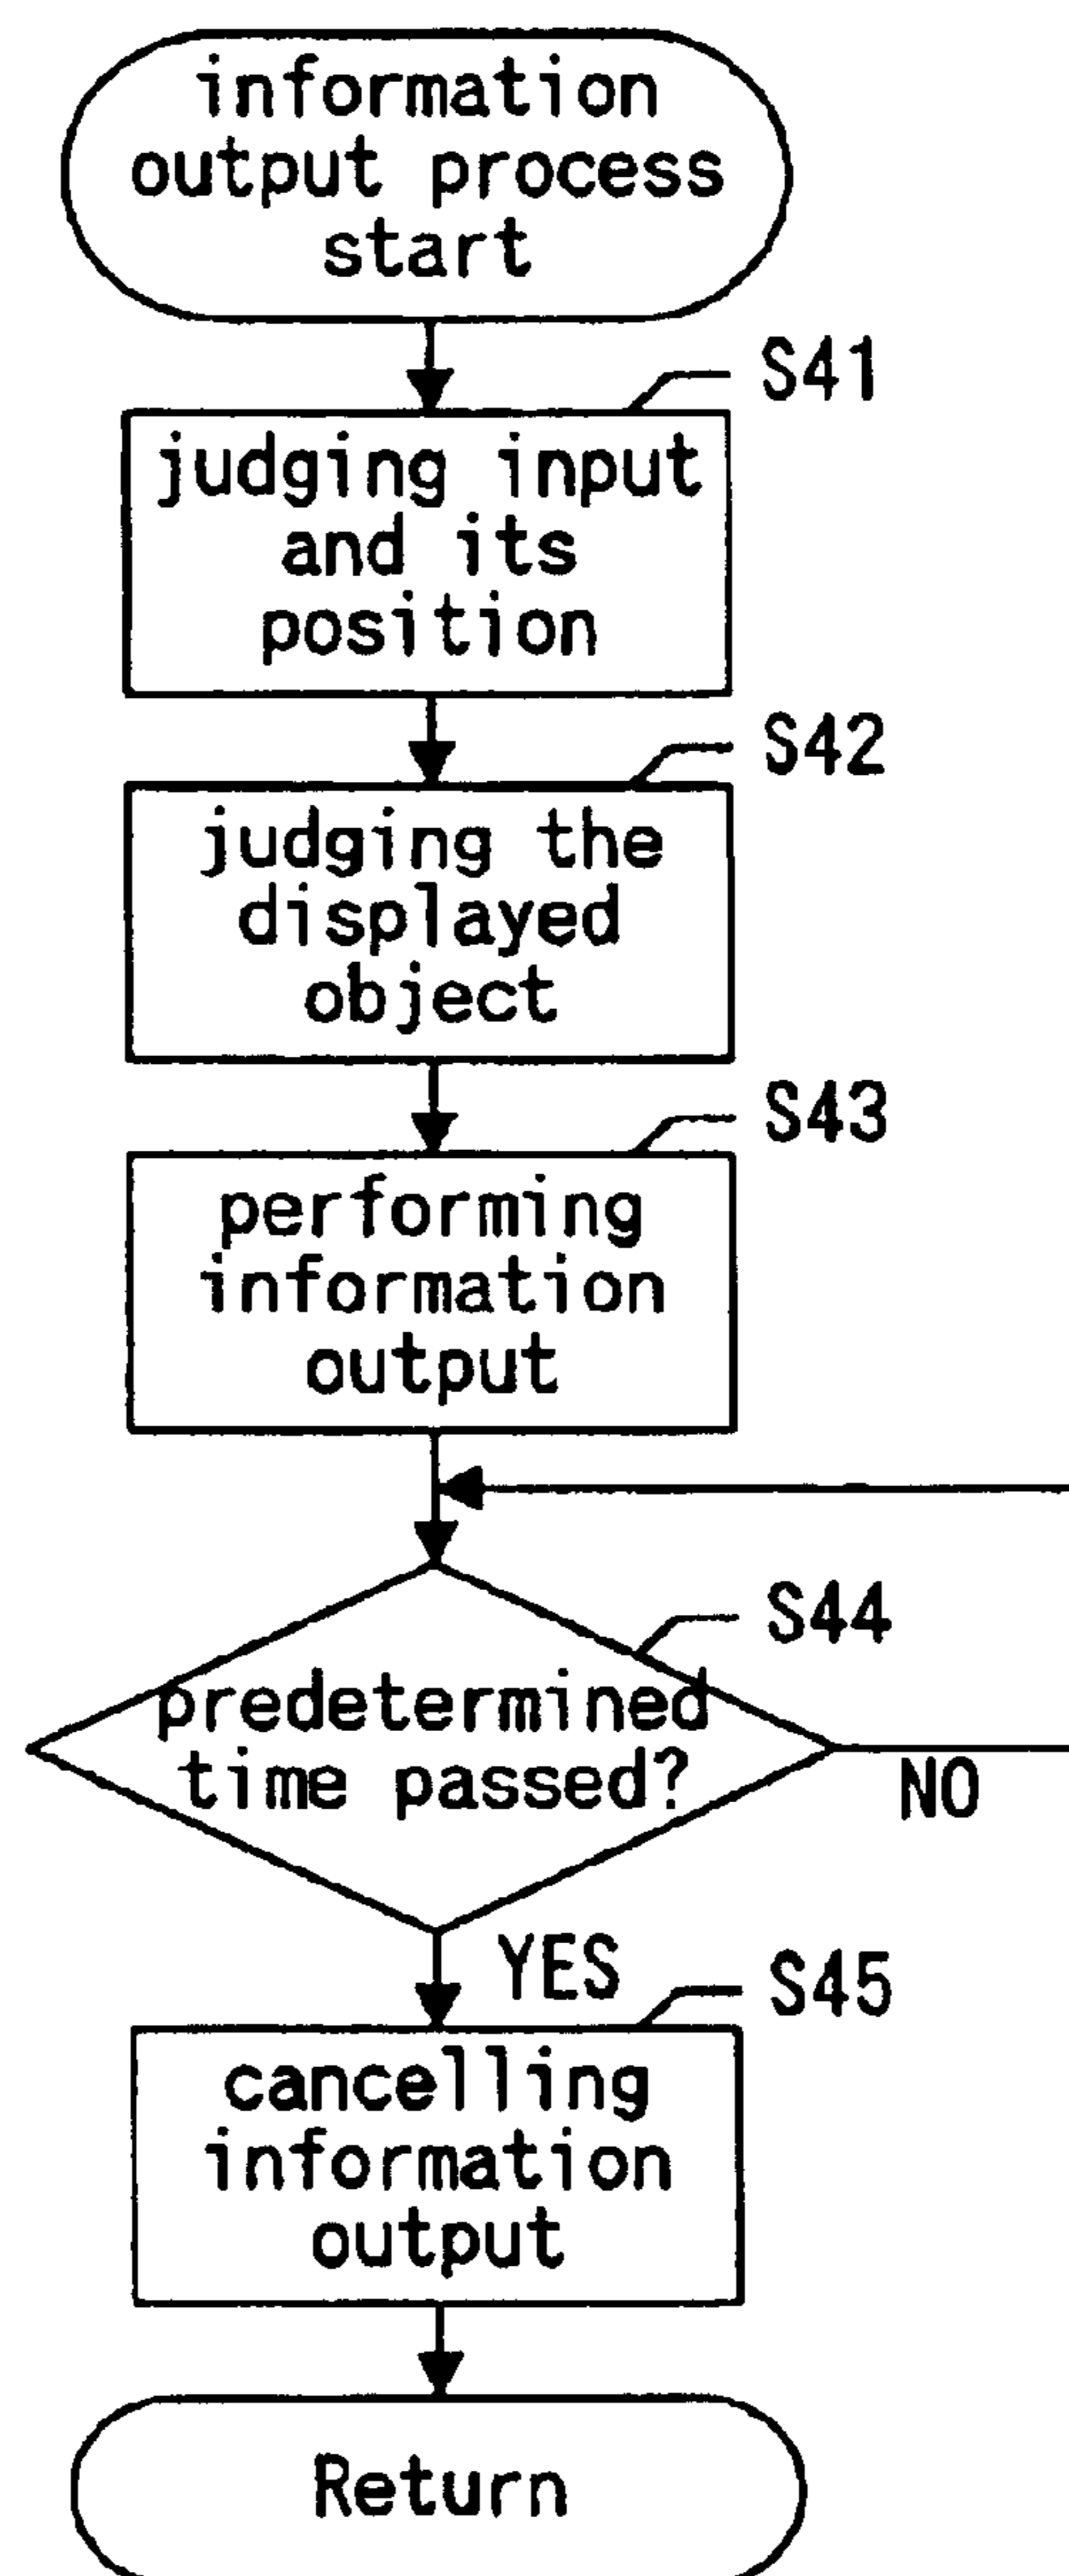 information
output process
start
S41
judging input
and its
position
S42
judging the
displayed
object
S43
performing
information
output
S44
predetermined
time passed?
NO
YES
S45
cancelling
information
output
Return